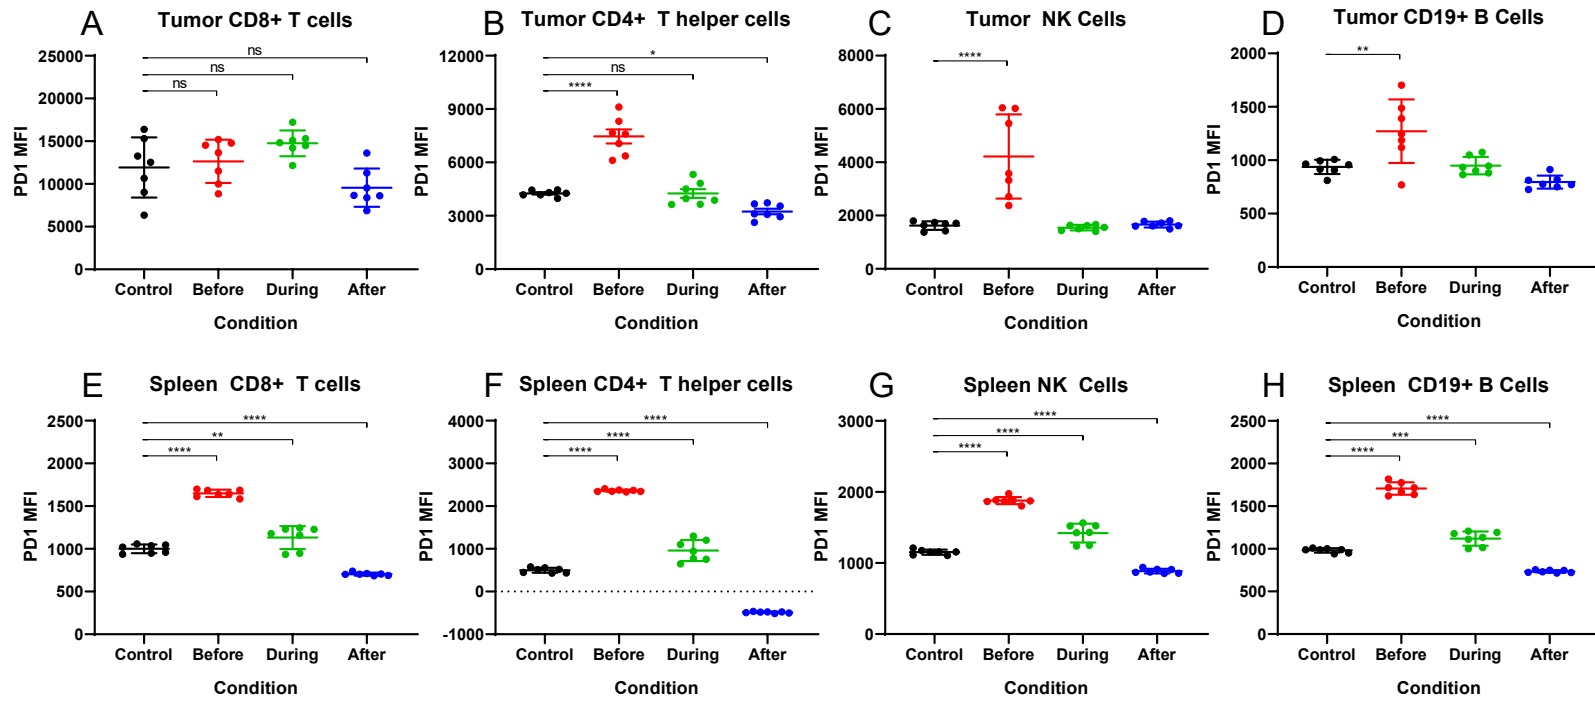 A
Tumor CD8+ T cells
ns
ns
ns
25000
20000
15000
10000
5000
0
PD1 MFI
Control Before During After
Condition
B
Tumor CD4+ T helper cells
*
ns
****
12000
9000
6000
3000
0
PD1 MFI
Control Before During After
Condition
C
Tumor NK Cells
****
8000
6000
4000
2000
0
PD1 MFI
Control Before During After
Condition
D
Tumor CD19+ B Cells
**
2000
1500
1000
500
0
PD1 MFI
Control Before During After
Condition
E
Spleen CD8+ T cells
****
**
****
2500
2000
1500
1000
500
0
PD1 MFI
Control Before During After
Condition
F
Spleen CD4+ T helper cells
****
****
****
4000
3000
2000
1000
0
-1000
PD1 MFI
Control Before During After
Condition
G
Spleen NK Cells
****
****
****
3000
2000
1000
0
PD1 MFI
Control Before During After
Condition
H
Spleen CD19+ B Cells
****
***
****
2500
2000
1500
1000
500
0
PD1 MFI
Control Before During After
Condition